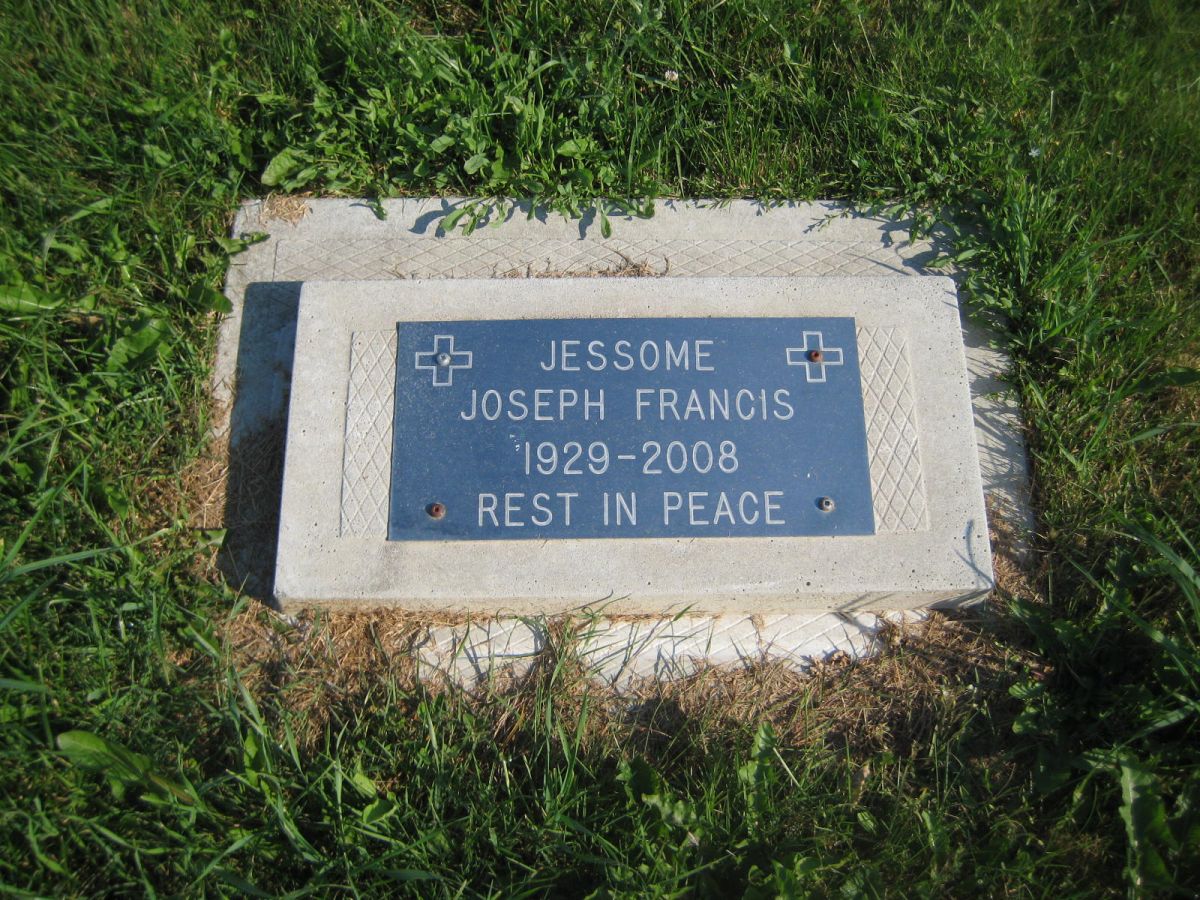 JESSOME
JOSEPH FRANCIS
1929-2008
REST IN PEACE